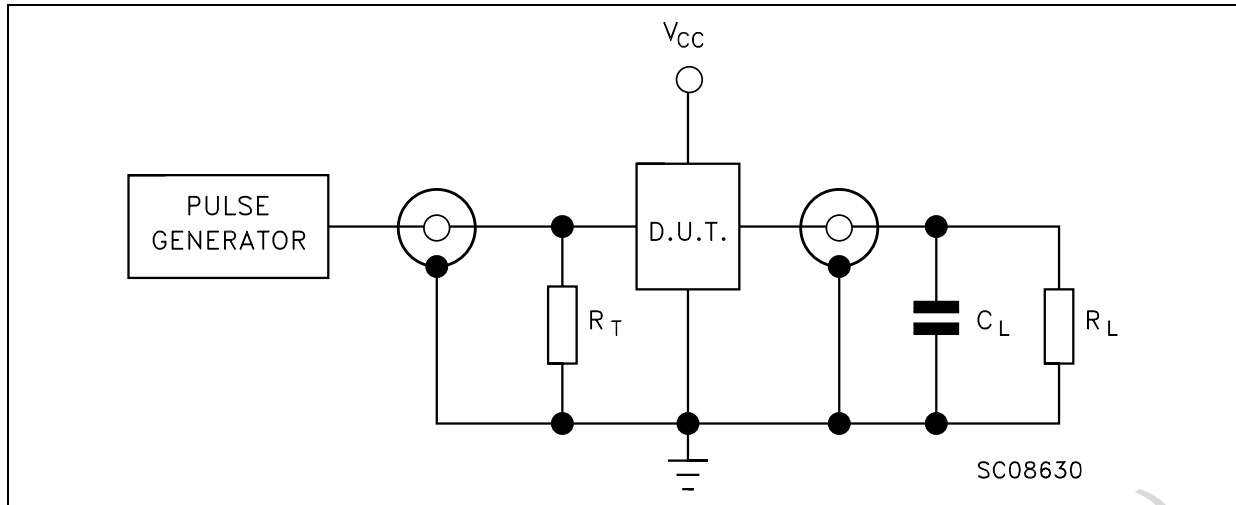 VCC
PULSE
GENERATOR
D.U.T.
RT
CL
RL
SC08630